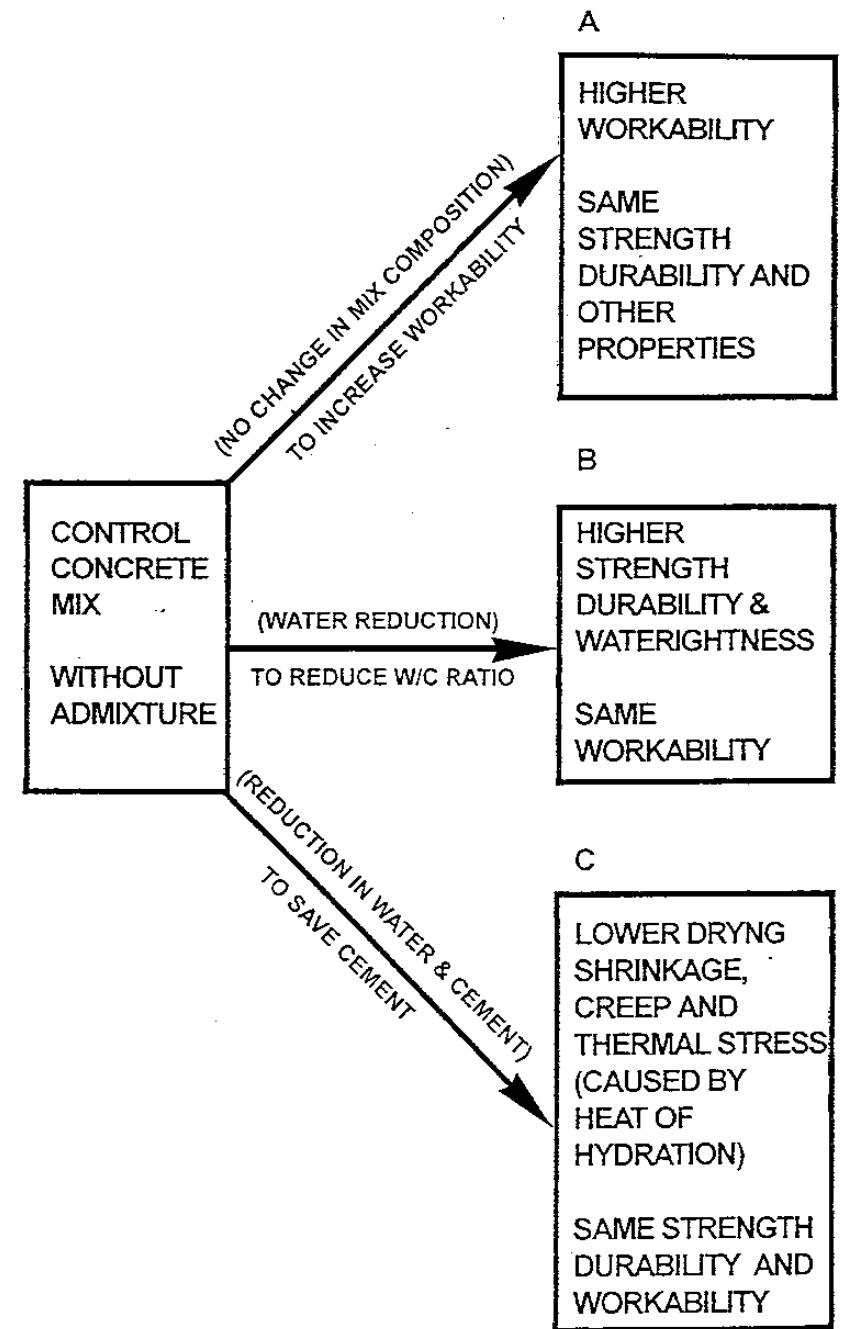 A
HIGHER
WORKABILITY
SAME
STRENGTH
DURABILITY AND
OTHER
PROPERTIES
(NO CHANGE IN MIX COMPOSITION)
TO INCREASE WORKABILITY
CONTROL
CONCRETE
MIX
WITHOUT
ADMIXTURE
B
HIGHER
STRENGTH
DURABILITY &
WATERIGHTNESS
SAME
WORKABILITY
(WATER REDUCTION)
TO REDUCE W/C RATIO
(REDUCTION IN WATER & CEMENT)
TO SAVE CEMENT
C
LOWER DRYNG
SHRINKAGE,
CREEP AND
THERMAL STRESS
(CAUSED BY
HEAT OF
HYDRATION)
SAME STRENGTH
DURABILITY AND
WORKABILITY